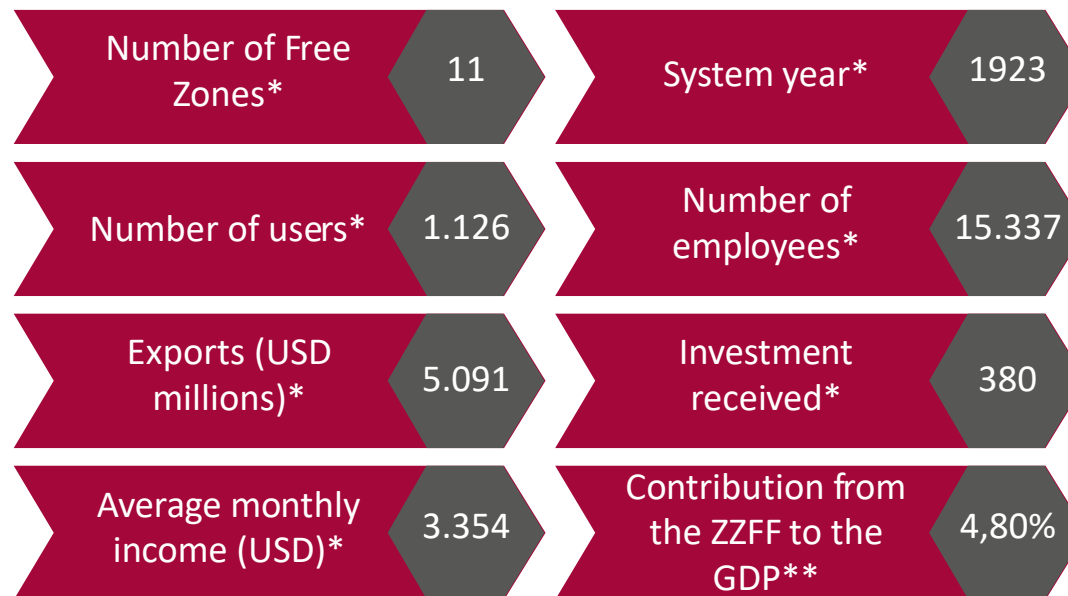 Number of Free
Zones*
11
System year*
1923
Number of users*
1.126
Number of
employees*
15.337
Exports (USD
millions)*
5.091
Investment
received*
380
Average monthly
income (USD)*
3.354
Contribution from
the ZZFF to the
GDP**
4,80%